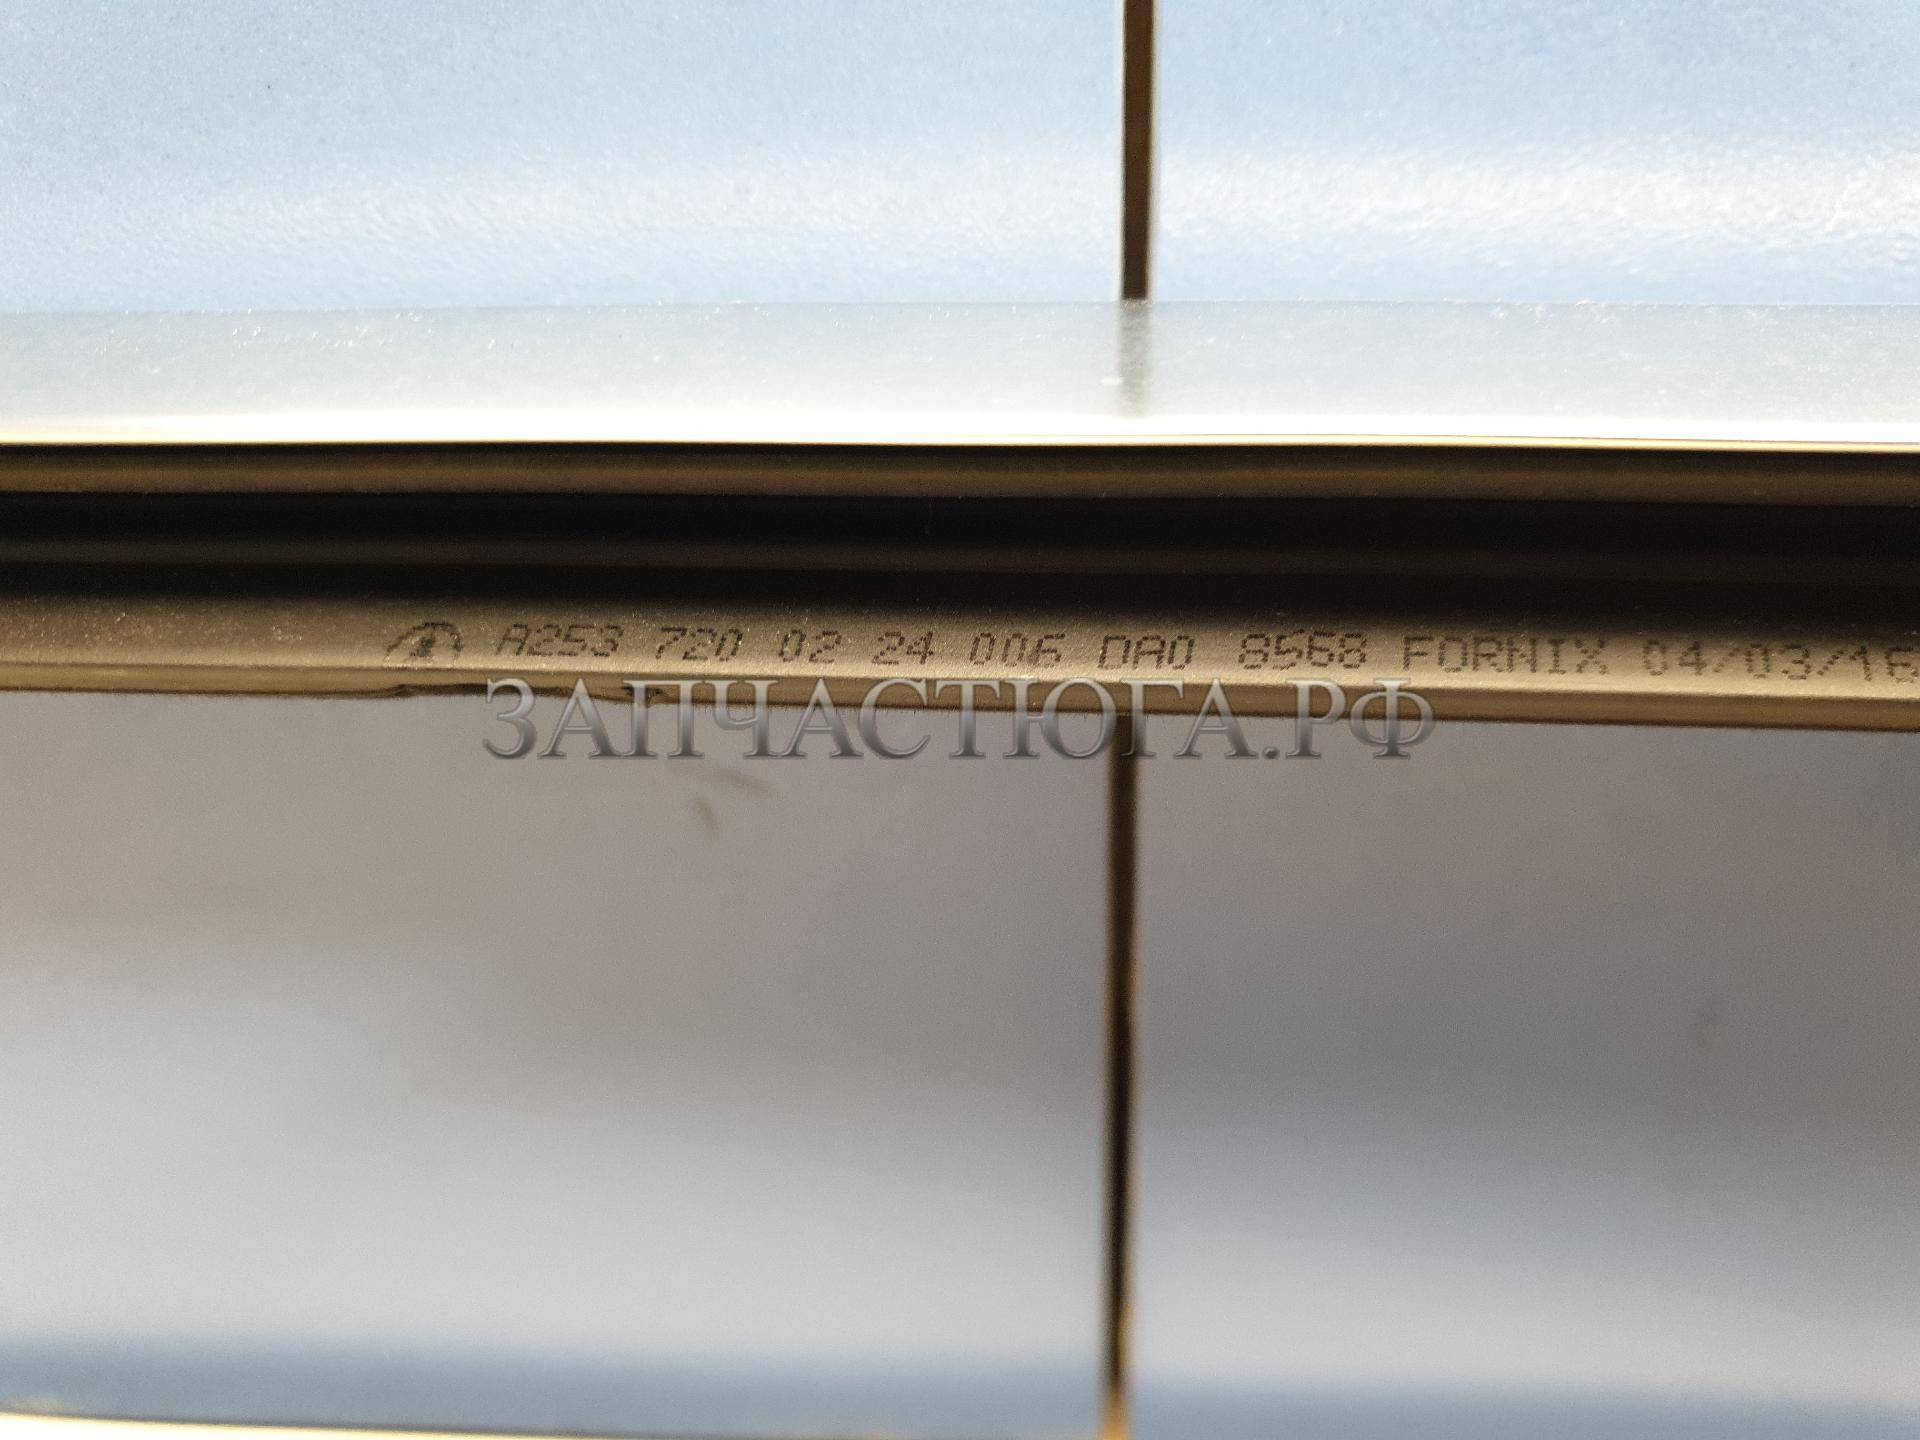 A253 720 02 24 006 DA0 8568 FORNIX 04/03/16
ЗАПЧАСТЮГА.РФ